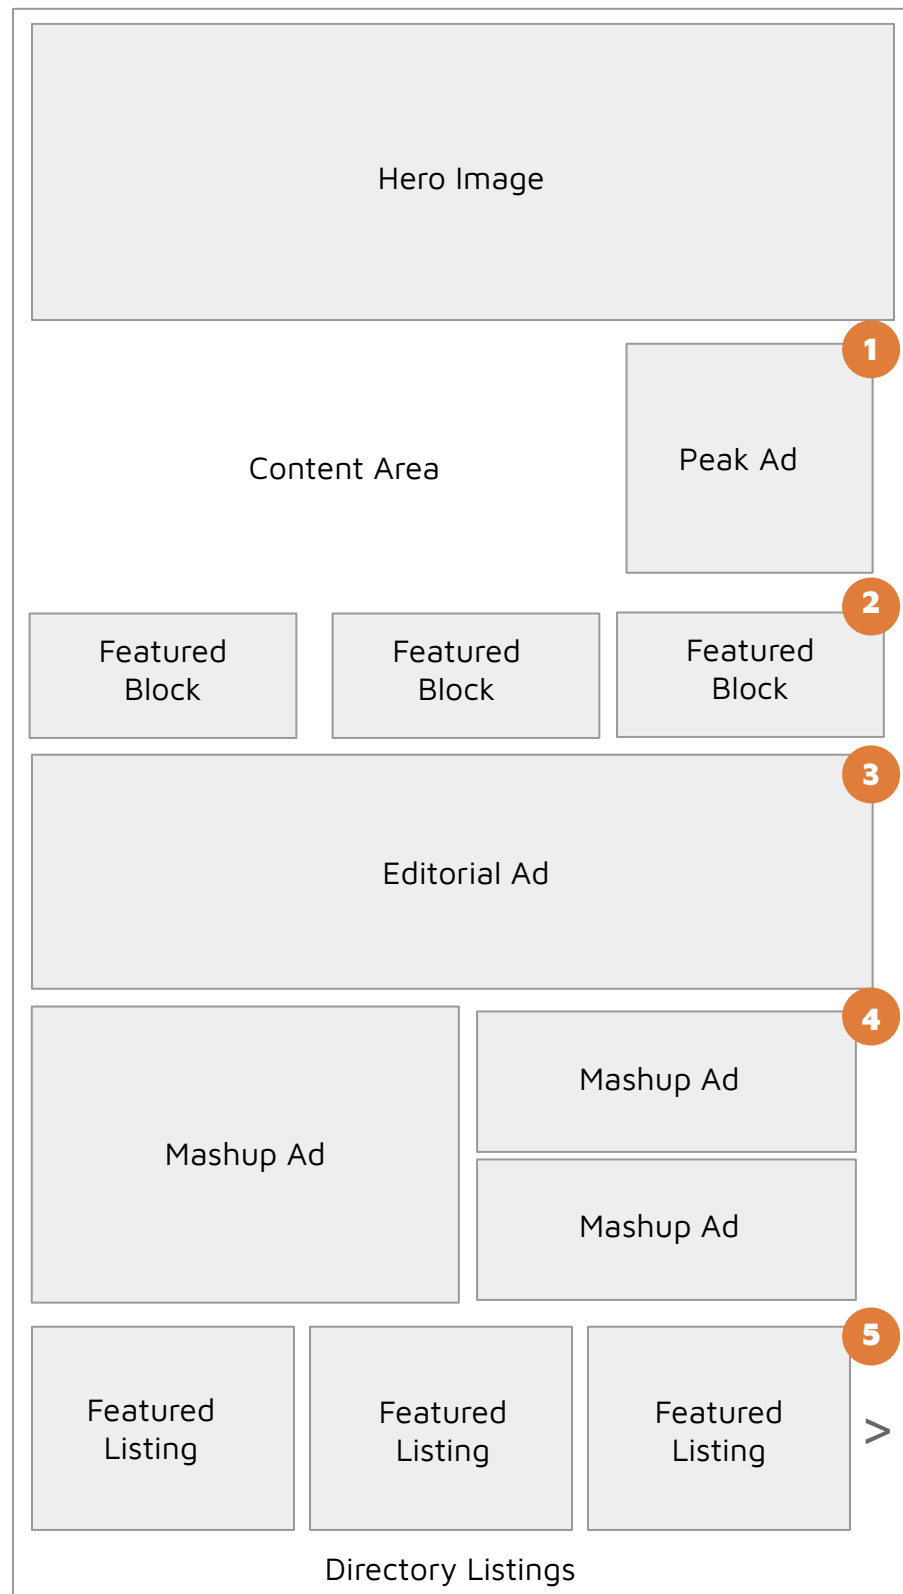 Hero Image
1
Content Area
Peak Ad
2
Featured
Block
Featured
Block
Featured
Block
3
Editorial Ad
4
Mashup Ad
Mashup Ad
Mashup Ad
5
Featured
Listing
Featured
Listing
Featured
Listing
>
Directory Listings